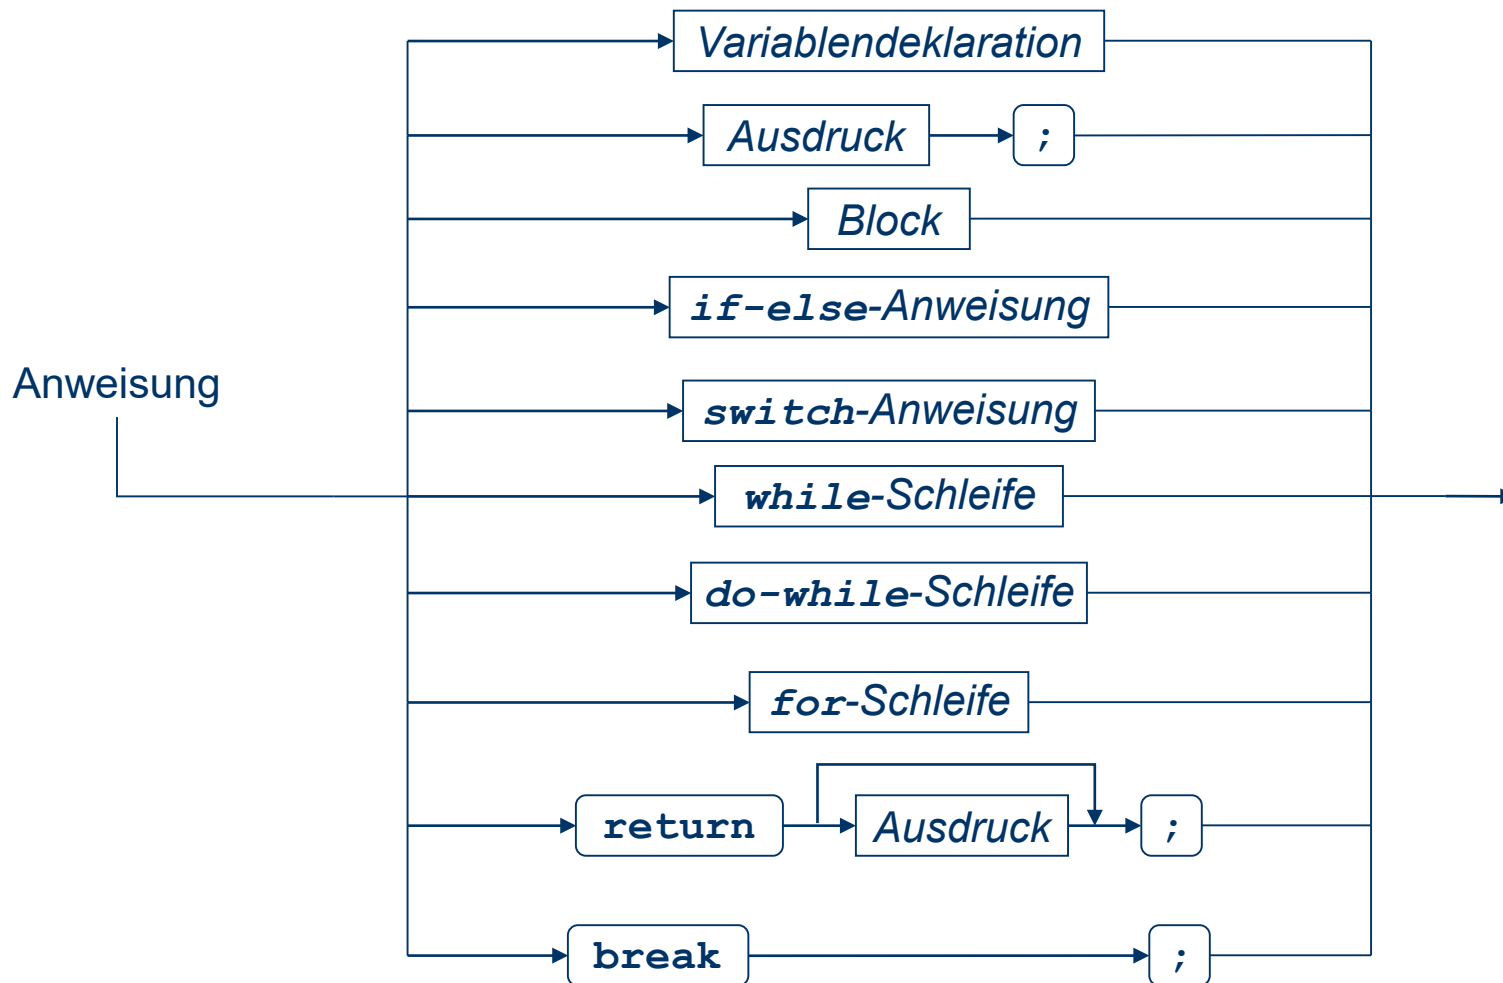 Variablendeklaration
Ausdruck ;
Block
if-else-Anweisung
Anweisung
switch-Anweisung
while-Schleife
do-while-Schleife
for-Schleife
return Ausdruck ;
break ;